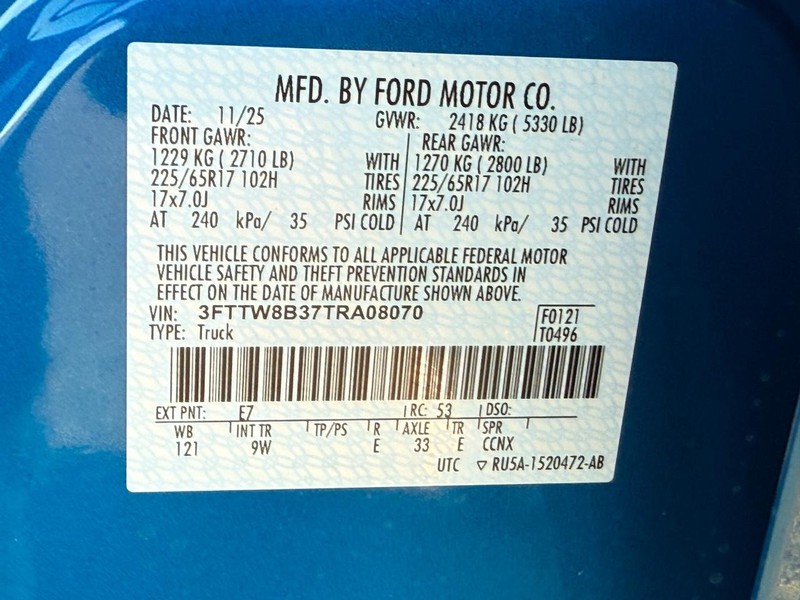 MFD. BY FORD MOTOR CO.
DATE: 11/25 GVWR: 2418 KG ( 5330 LB)
FRONT GAWR: REAR GAWR:
1229 KG ( 2710 LB) WITH 1270 KG ( 2800 LB) WITH
225/65R17 102H TIRES 225/65R17 102H TIRES
17x7.0J RIMS 17x7.0J RIMS
AT 240 kPa/ 35 PSI COLD AT 240 kPa/ 35 PSI COLD
THIS VEHICLE CONFORMS TO ALL APPLICABLE FEDERAL MOTOR
VEHICLE SAFETY AND THEFT PREVENTION STANDARDS IN
EFFECT ON THE DATE OF MANUFACTURE SHOWN ABOVE.
VIN: 3FTTW8B37TRA08070 F0121
TYPE: Truck T0496
EXT PNT: E7 RC: 53 DSO:
WB INT TR TP/PS R AXLE TR SPR
121 9W E 33 E CCNX
UTC ▽ RU5A-1520472-AB